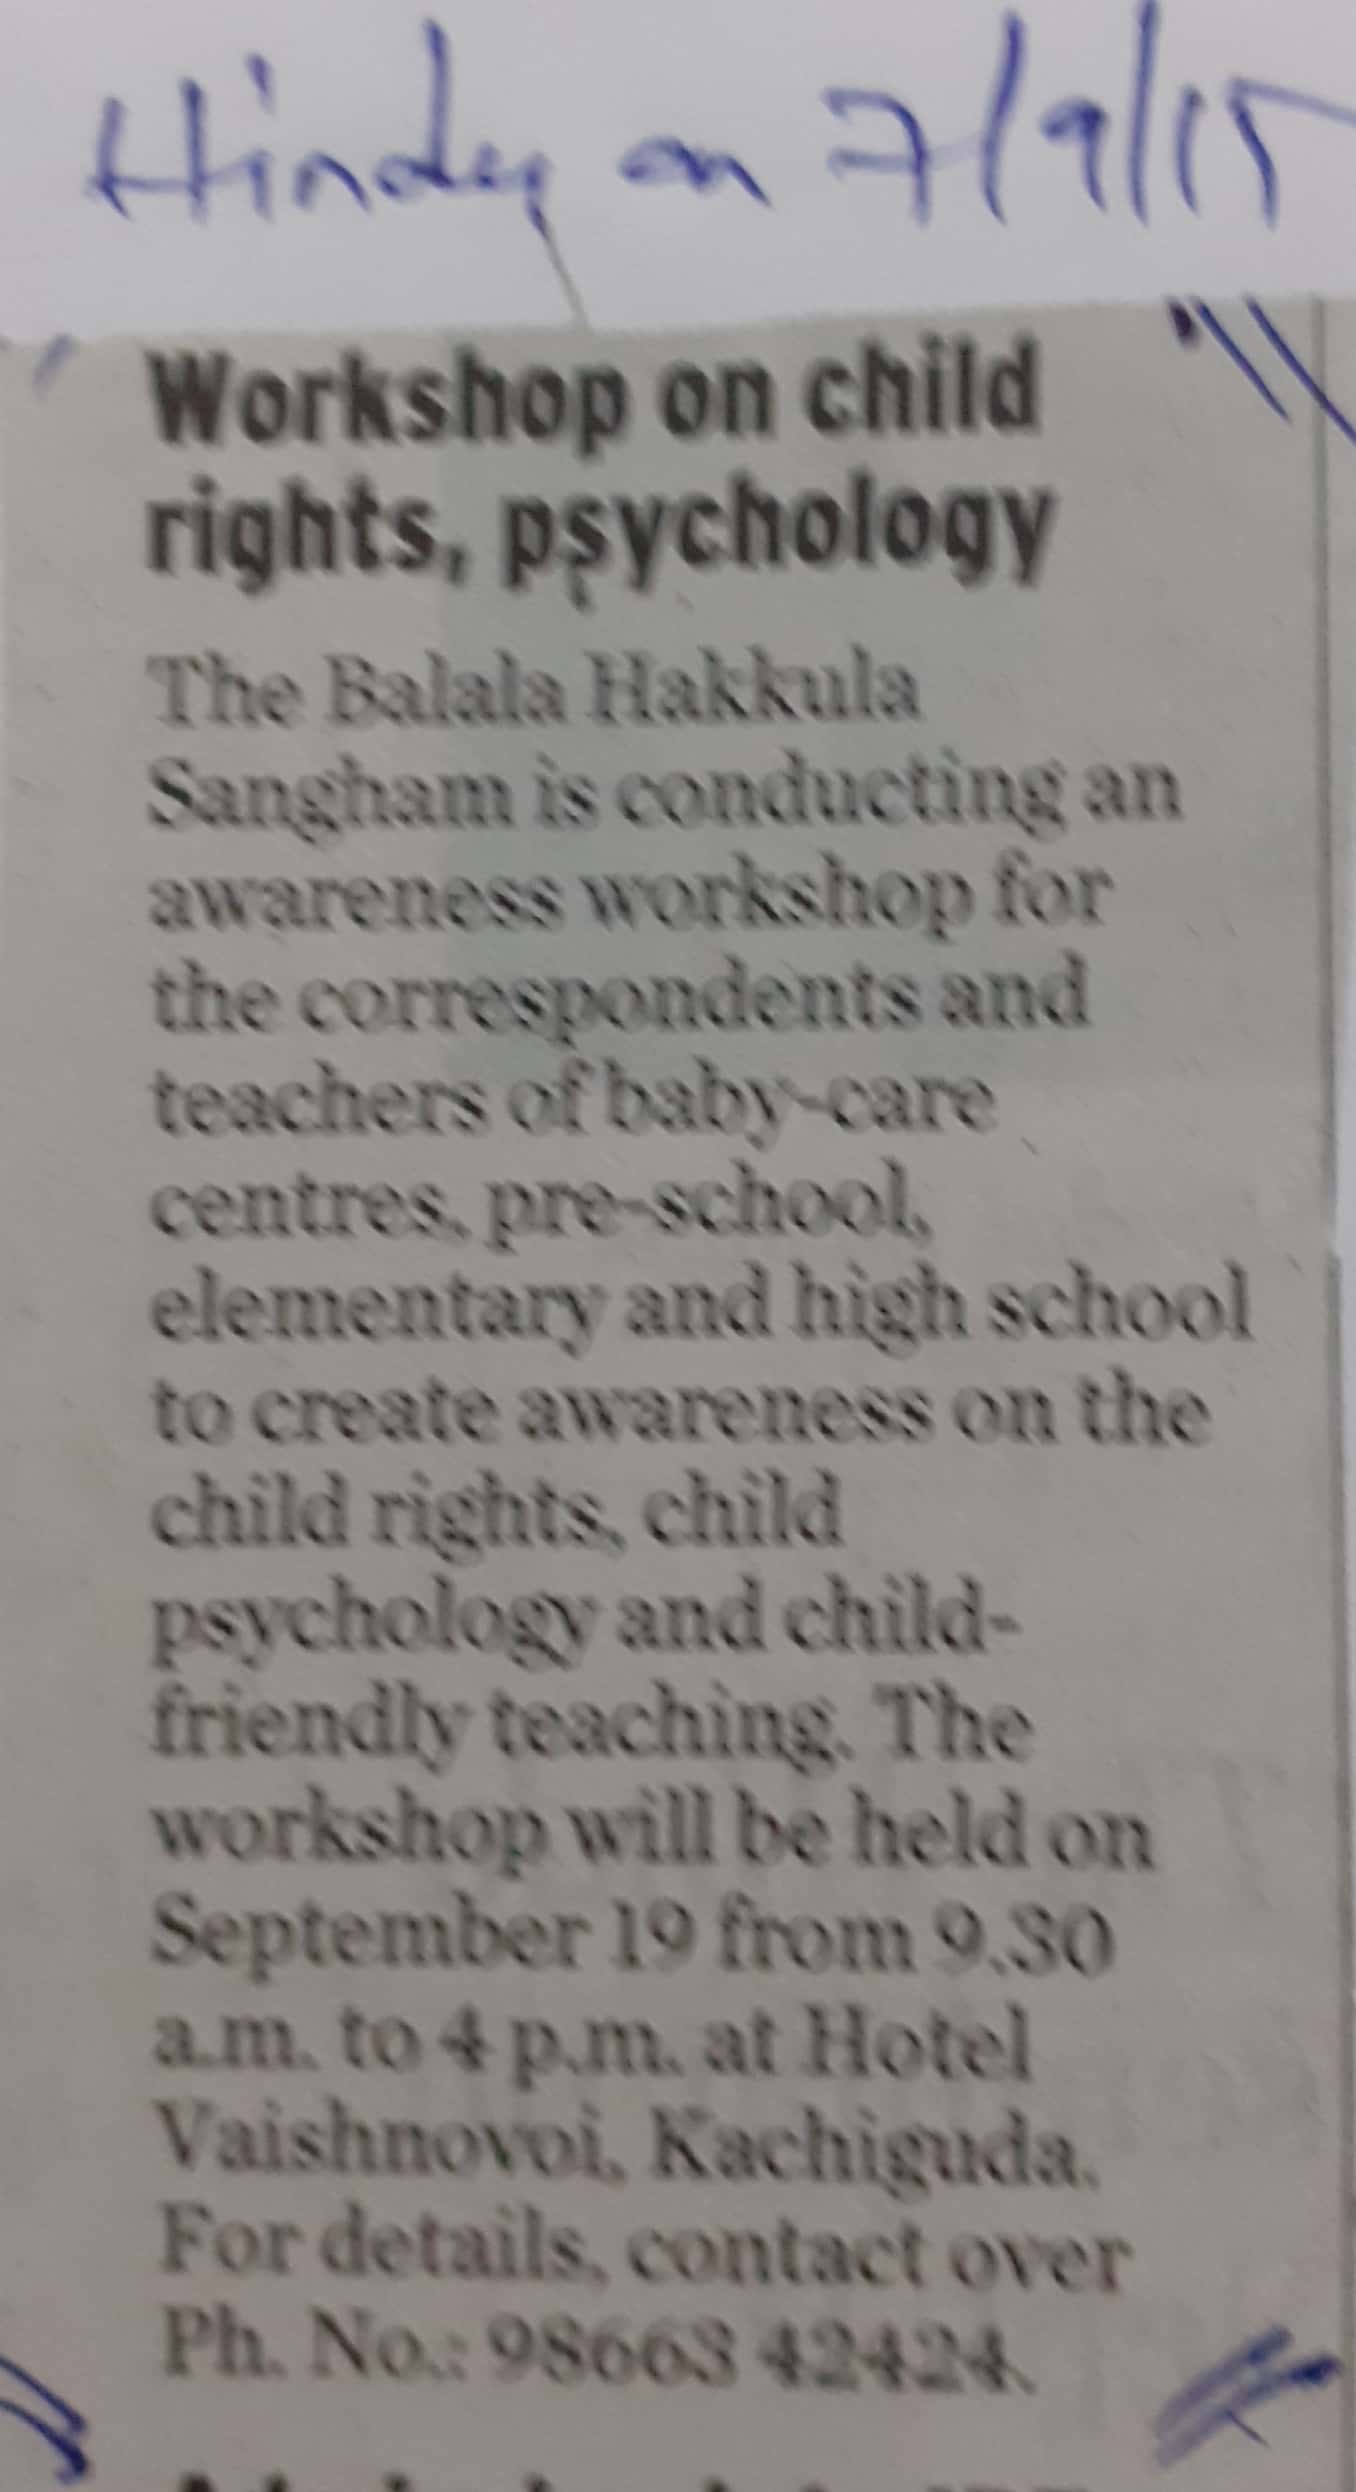 Hindu on 7/9/15
Workshop on child
rights, psychology
The Balala Hakkula
Sangham is conducting an
awareness workshop for
the correspondents and
teachers of baby-care
centres, pre-school,
elementary and high school
to create awareness on the
child rights, child
psychology and child-
friendly teaching. The
workshop will be held on
September 19 from 9.30
a.m. to 4 p.m. at Hotel
Vaishnovoi, Kachiguda.
For details, contact over
Ph. No.: 98663 42424.